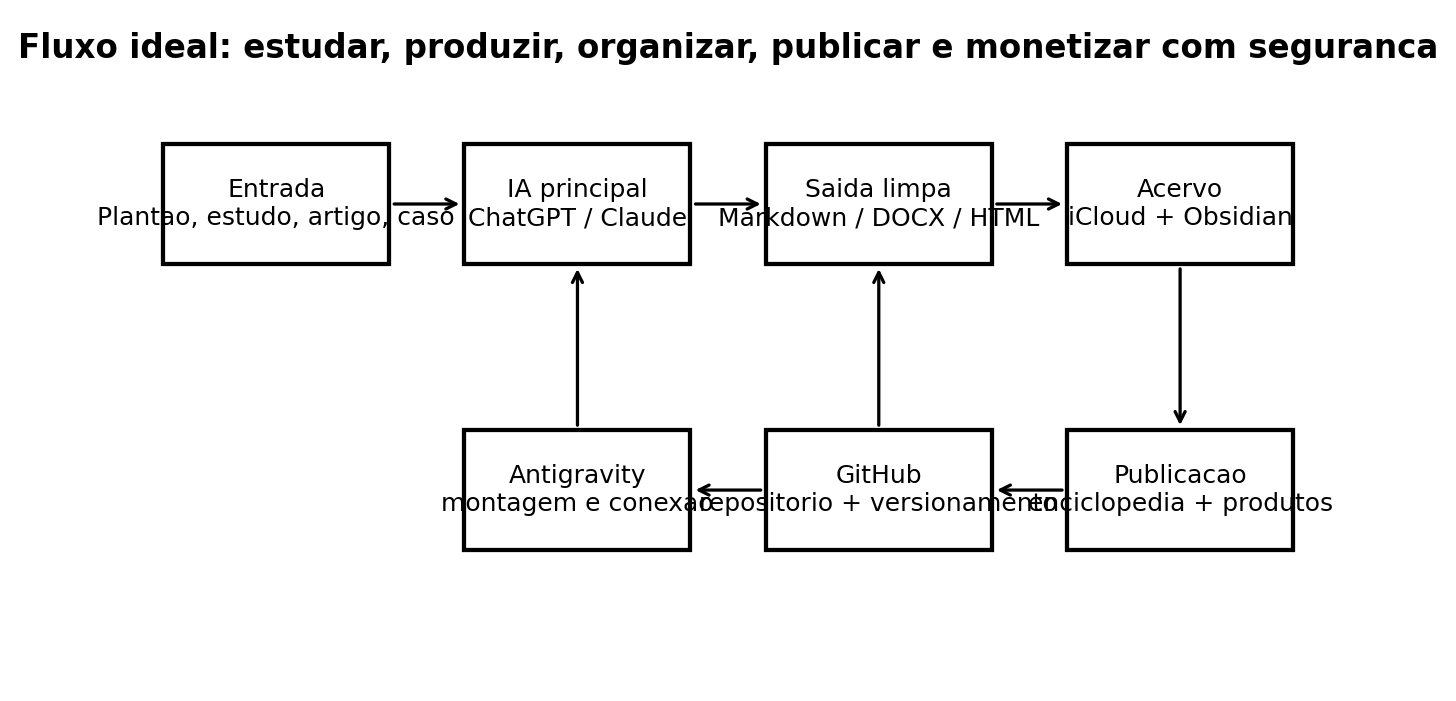 Fluxo ideal: estudar, produzir, organizar, publicar e monetizar com seguranca
Entrada
Plantao, estudo, artigo, caso
IA principal
ChatGPT / Claude
Saida limpa
Markdown / DOCX / HTML
Acervo
iCloud + Obsidian
Antigravity
montagem e conexao
GitHub
repositorio + versionamento
Publicacao
enciclopedia + produtos